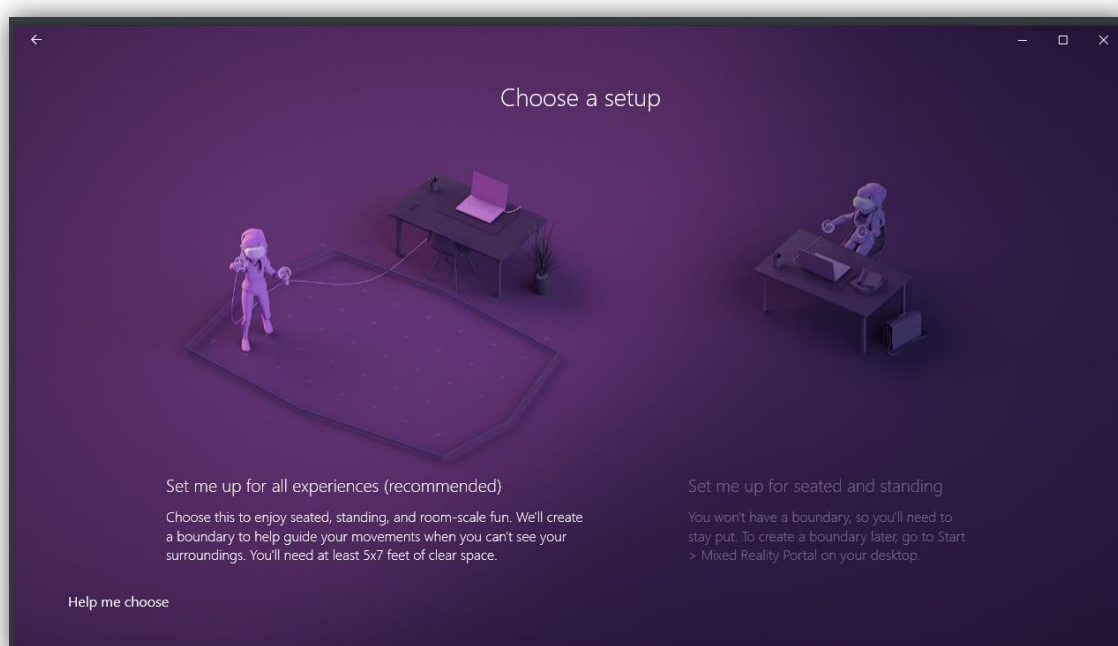 Choose a setup
Set me up for all experiences (recommended)
Choose this to enjoy seated, standing, and room-scale fun. We'll create
a boundary to help guide your movements when you can't see your
surroundings. You'll need at least 5x7 feet of clear space.
Set me up for seated and standing
You won't have a boundary, so you'll need to
stay put. To create a boundary later, go to Start
> Mixed Reality Portal on your desktop.
Help me choose